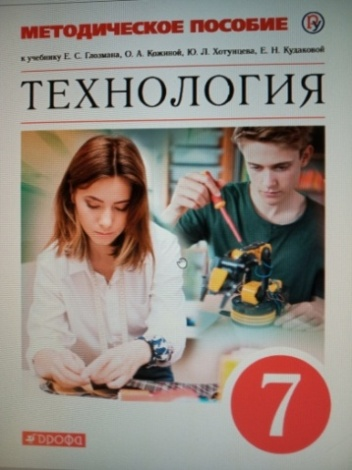 МЕТОДИЧЕСКОЕ ПОСОБИЕ
к учебнику Е. С. Глозмана, О. А. Кожиной, Ю. Л. Хотунцева, Е. Н. Кудаковой
ТЕХНОЛОГИЯ
7
дрофа